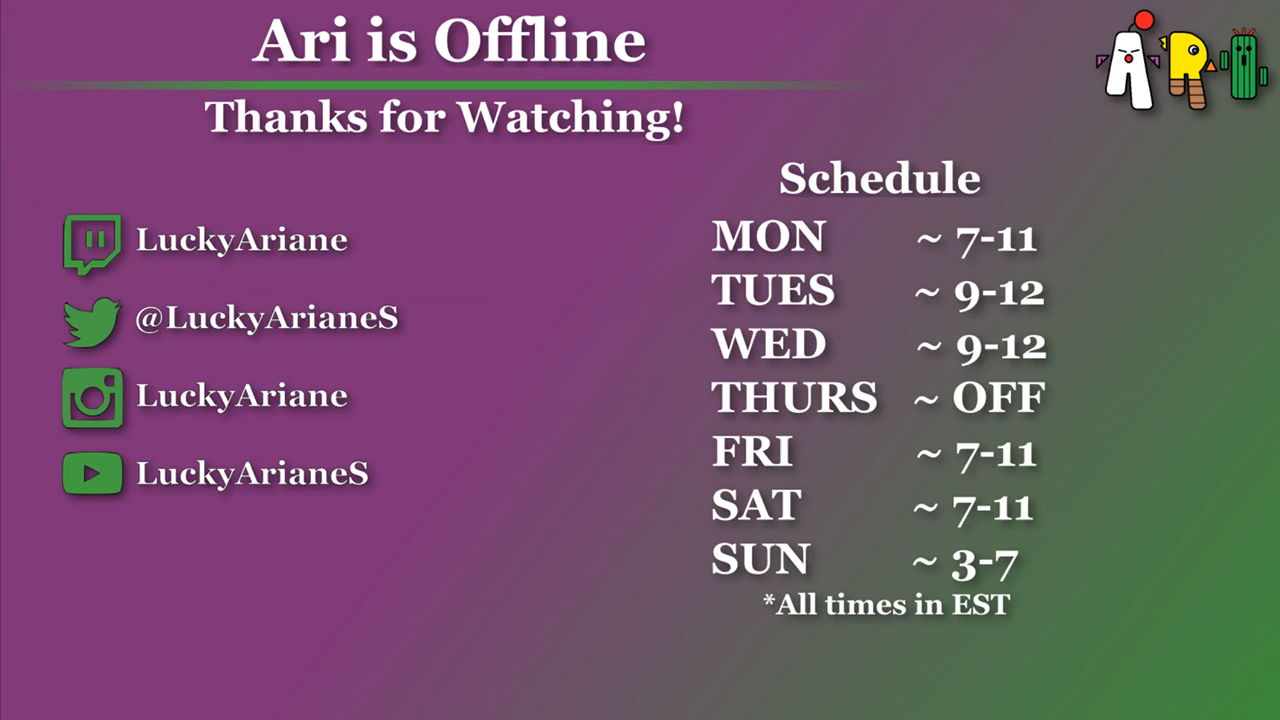 Ari is Offline
Thanks for Watching!
ARI
LuckyAriane
@LuckyArianeS
LuckyAriane
LuckyArianeS
Schedule
MON ~ 7-11
TUES ~ 9-12
WED ~ 9-12
THURS ~ OFF
FRI ~ 7-11
SAT ~ 7-11
SUN ~ 3-7
*All times in EST